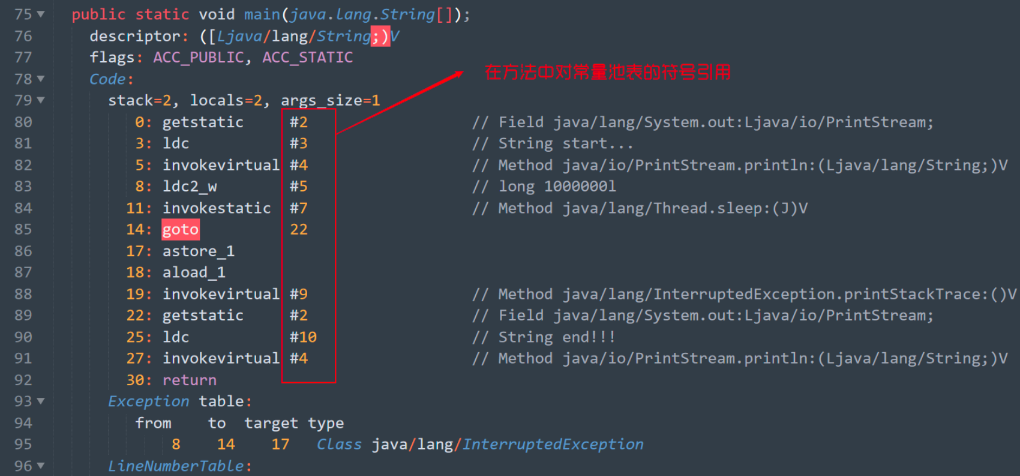 75 public static void main(java.lang.String[]);
76 descriptor: ([Ljava/lang/String;)V
77 flags: ACC_PUBLIC, ACC_STATIC
在方法中对常量池表的符号引用
78 Code:
79 stack=2, locals=2, args_size=1
80 0: getstatic #2 // Field java/lang/System.out:Ljava/io/PrintStream;
81 3: ldc #3 // String start...
82 5: invokevirtual #4 // Method java/io/PrintStream.println:(Ljava/lang/String;)V
83 8: ldc2_w #5 // long 1000000l
84 11: invokestatic #7 // Method java/lang/Thread.sleep:(J)V
85 14: goto 22
86 17: astore_1
87 18: aload_1
88 19: invokevirtual #9 // Method java/lang/InterruptedException.printStackTrace:()V
89 22: getstatic #2 // Field java/lang/System.out:Ljava/io/PrintStream;
90 25: ldc #10 // String end!!!
91 27: invokevirtual #4 // Method java/io/PrintStream.println:(Ljava/lang/String;)V
92 30: return
93 Exception table:
94 from to target type
95 8 14 17 Class java/lang/InterruptedException
96 LineNumberTable: